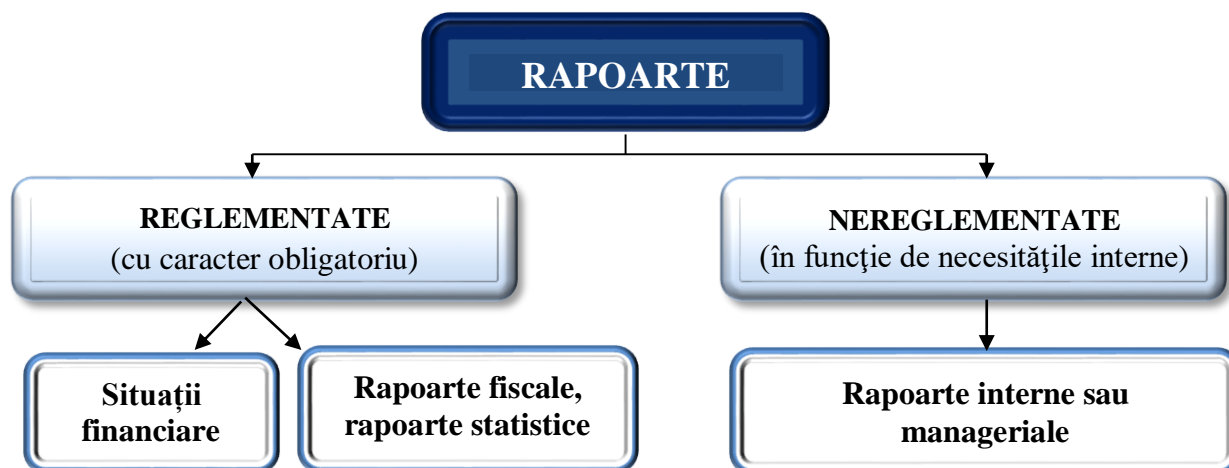 RAPOARTE
REGLEMENTATE
(cu caracter obligatoriu)
NEREGLEMENTATE
(în funcţie de necesităţile interne)
Situații
financiare
Rapoarte fiscale,
rapoarte statistice
Rapoarte interne sau
manageriale